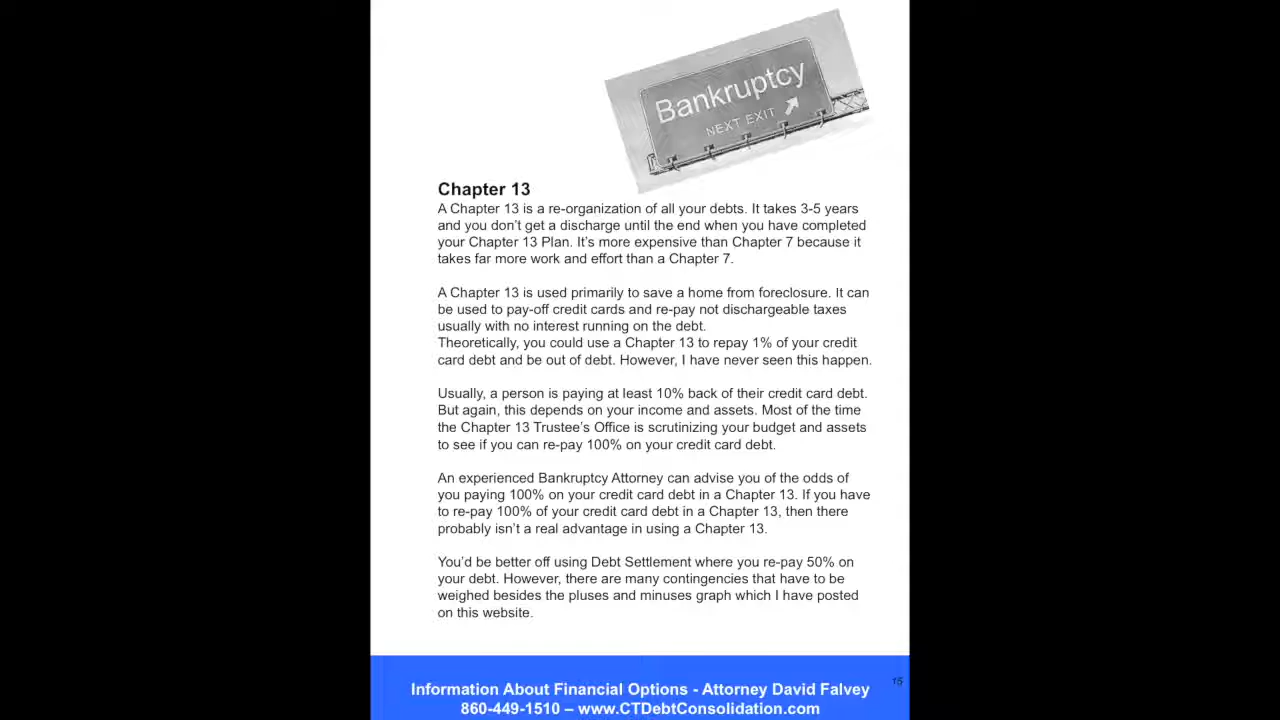 Bankruptcy
NEXT EXIT
Chapter 13
A Chapter 13 is a re-organization of all your debts. It takes 3-5 years
and you don’t get a discharge until the end when you have completed
your Chapter 13 Plan. It’s more expensive than Chapter 7 because it
takes far more work and effort than a Chapter 7.
A Chapter 13 is used primarily to save a home from foreclosure. It can
be used to pay-off credit cards and re-pay not dischargeable taxes
usually with no interest running on the debt.
Theoretically, you could use a Chapter 13 to repay 1% of your credit
card debt and be out of debt. However, I have never seen this happen.
Usually, a person is paying at least 10% back of their credit card debt.
But again, this depends on your income and assets. Most of the time
the Chapter 13 Trustee’s Office is scrutinizing your budget and assets
to see if you can re-pay 100% on your credit card debt.
An experienced Bankruptcy Attorney can advise you of the odds of
you paying 100% on your credit card debt in a Chapter 13. If you have
to re-pay 100% of your credit card debt in a Chapter 13, then there
probably isn’t a real advantage in using a Chapter 13.
You’d be better off using Debt Settlement where you re-pay 50% on
your debt. However, there are many contingencies that have to be
weighed besides the pluses and minuses graph which I have posted
on this website.
15
Information About Financial Options - Attorney David Falvey
860-449-1510 – www.CTDebtConsolidation.com